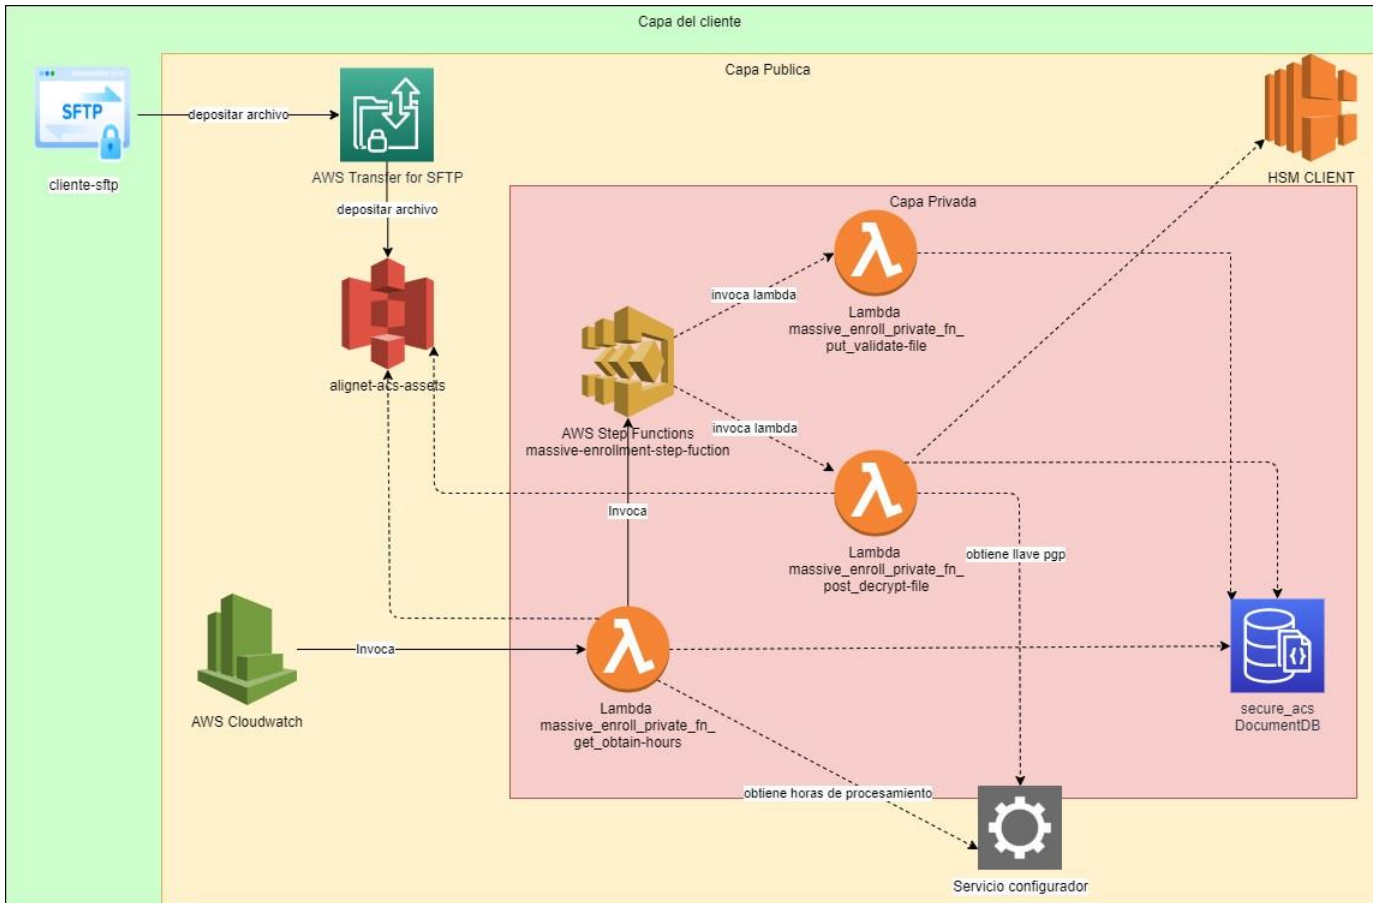 Capa del cliente
Capa Publica
SFTP
depositar archivo
cliente-sftp
AWS Transfer for SFTP
HSM CLIENT
depositar archivo
Capa Privada
invoca lambda
Lambda
massive_enroll_private_fn_
put_validate-file
alignet-acs-assets
AWS Step Functions
massive-enrollment-step-fuction
invoca lambda
Invoca
obtiene llave pgp
Lambda
massive_enroll_private_fn_
post_decrypt-file
Invoca
AWS Cloudwatch
Lambda
massive_enroll_private_fn_
get_obtain-hours
secure_acs
DocumentDB
obtiene horas de procesamiento
Servicio configurador